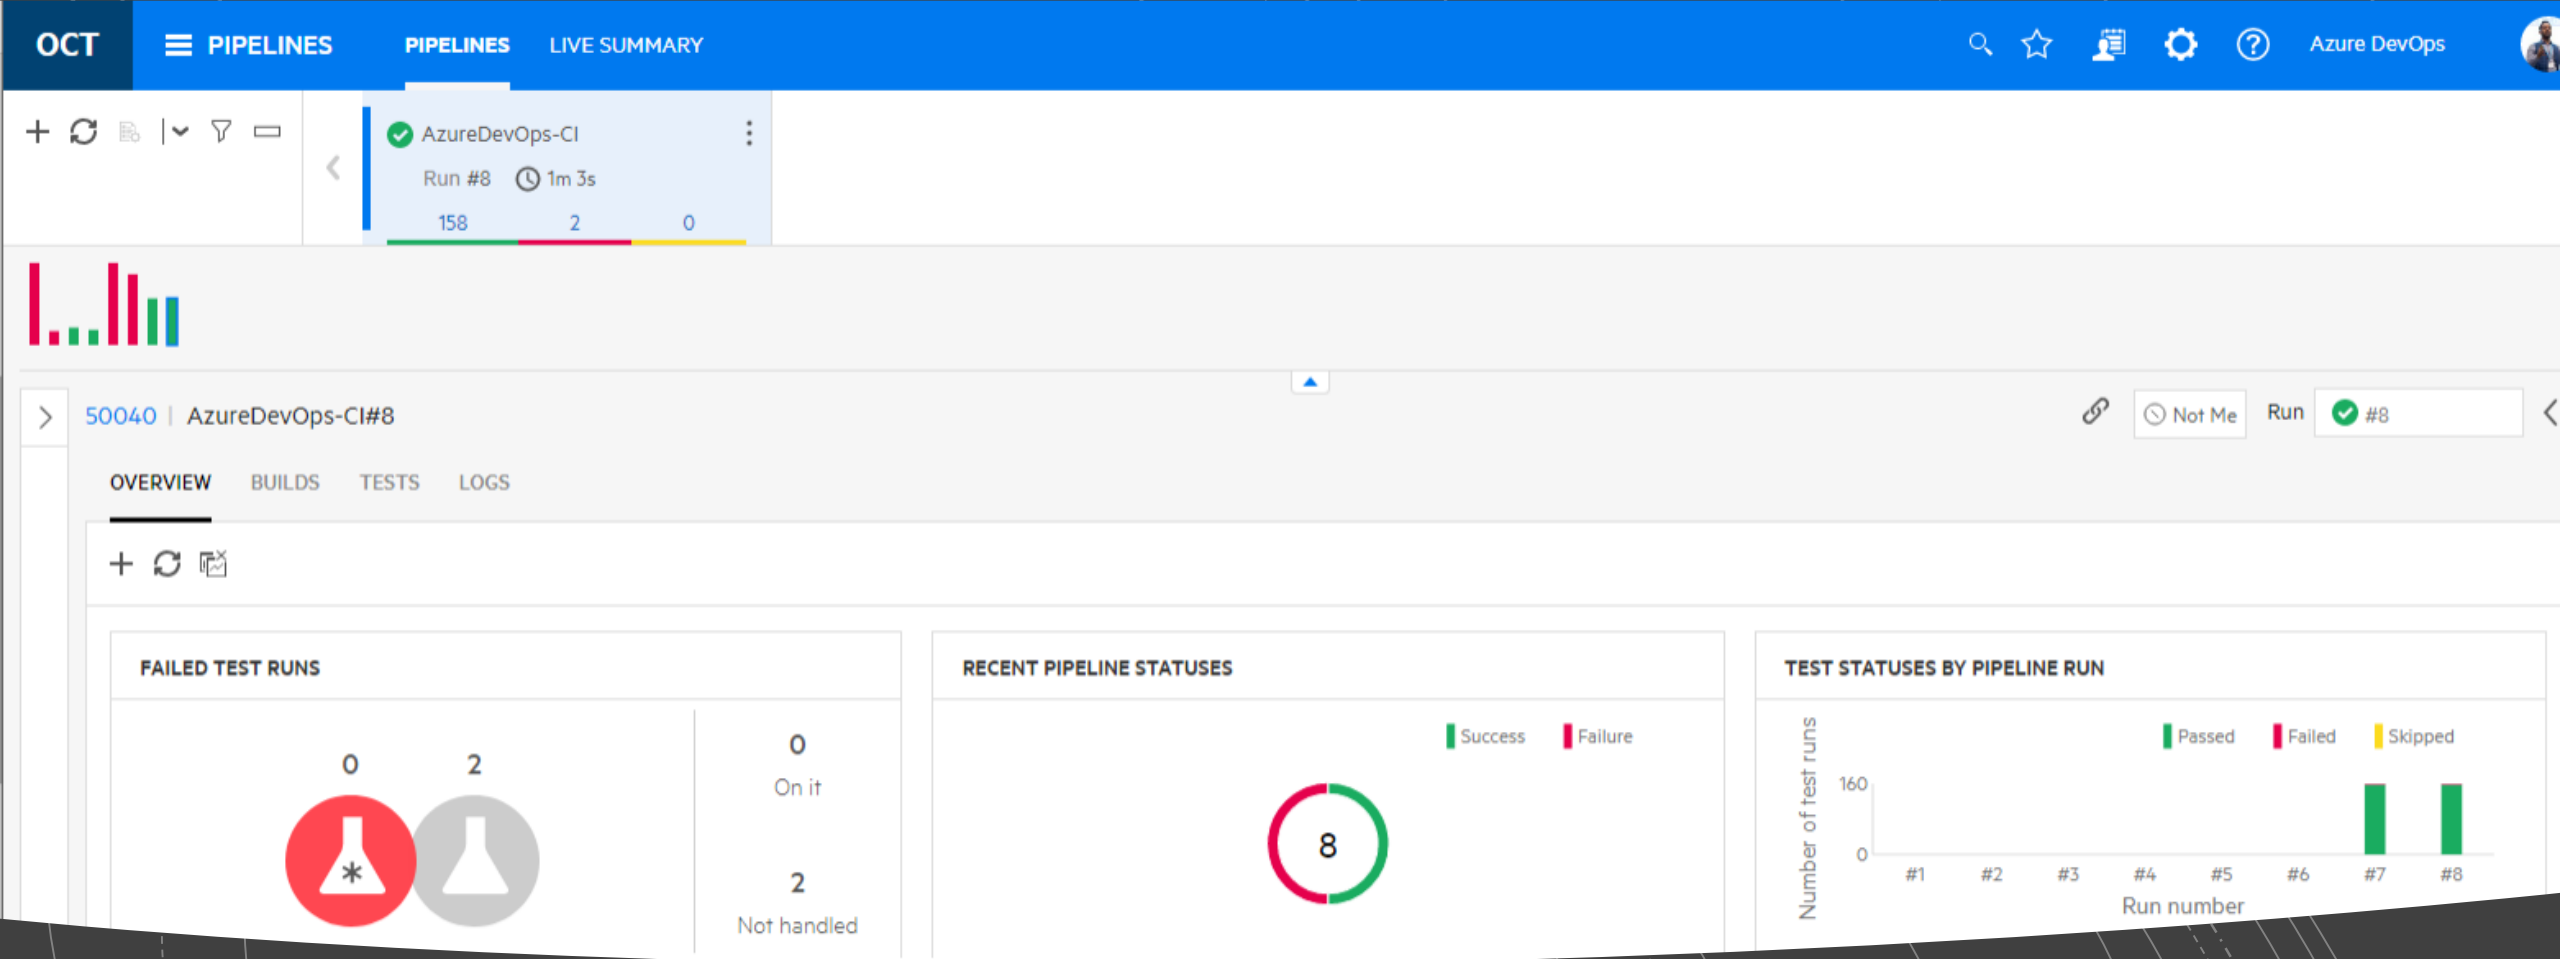 OCT PIPELINES PIPELINES LIVE SUMMARY Azure DevOps
AzureDevOps-CI
Run #8 1m 3s
158 2 0
50040 | AzureDevOps-CI#8 Not Me Run #8
OVERVIEW BUILDS TESTS LOGS
FAILED TEST RUNS
0 2
0
On it
2
Not handled
RECENT PIPELINE STATUSES
Success Failure
8
TEST STATUSES BY PIPELINE RUN
Passed Failed Skipped
Number of test runs
160
0
#1 #2 #3 #4 #5 #6 #7 #8
Run number